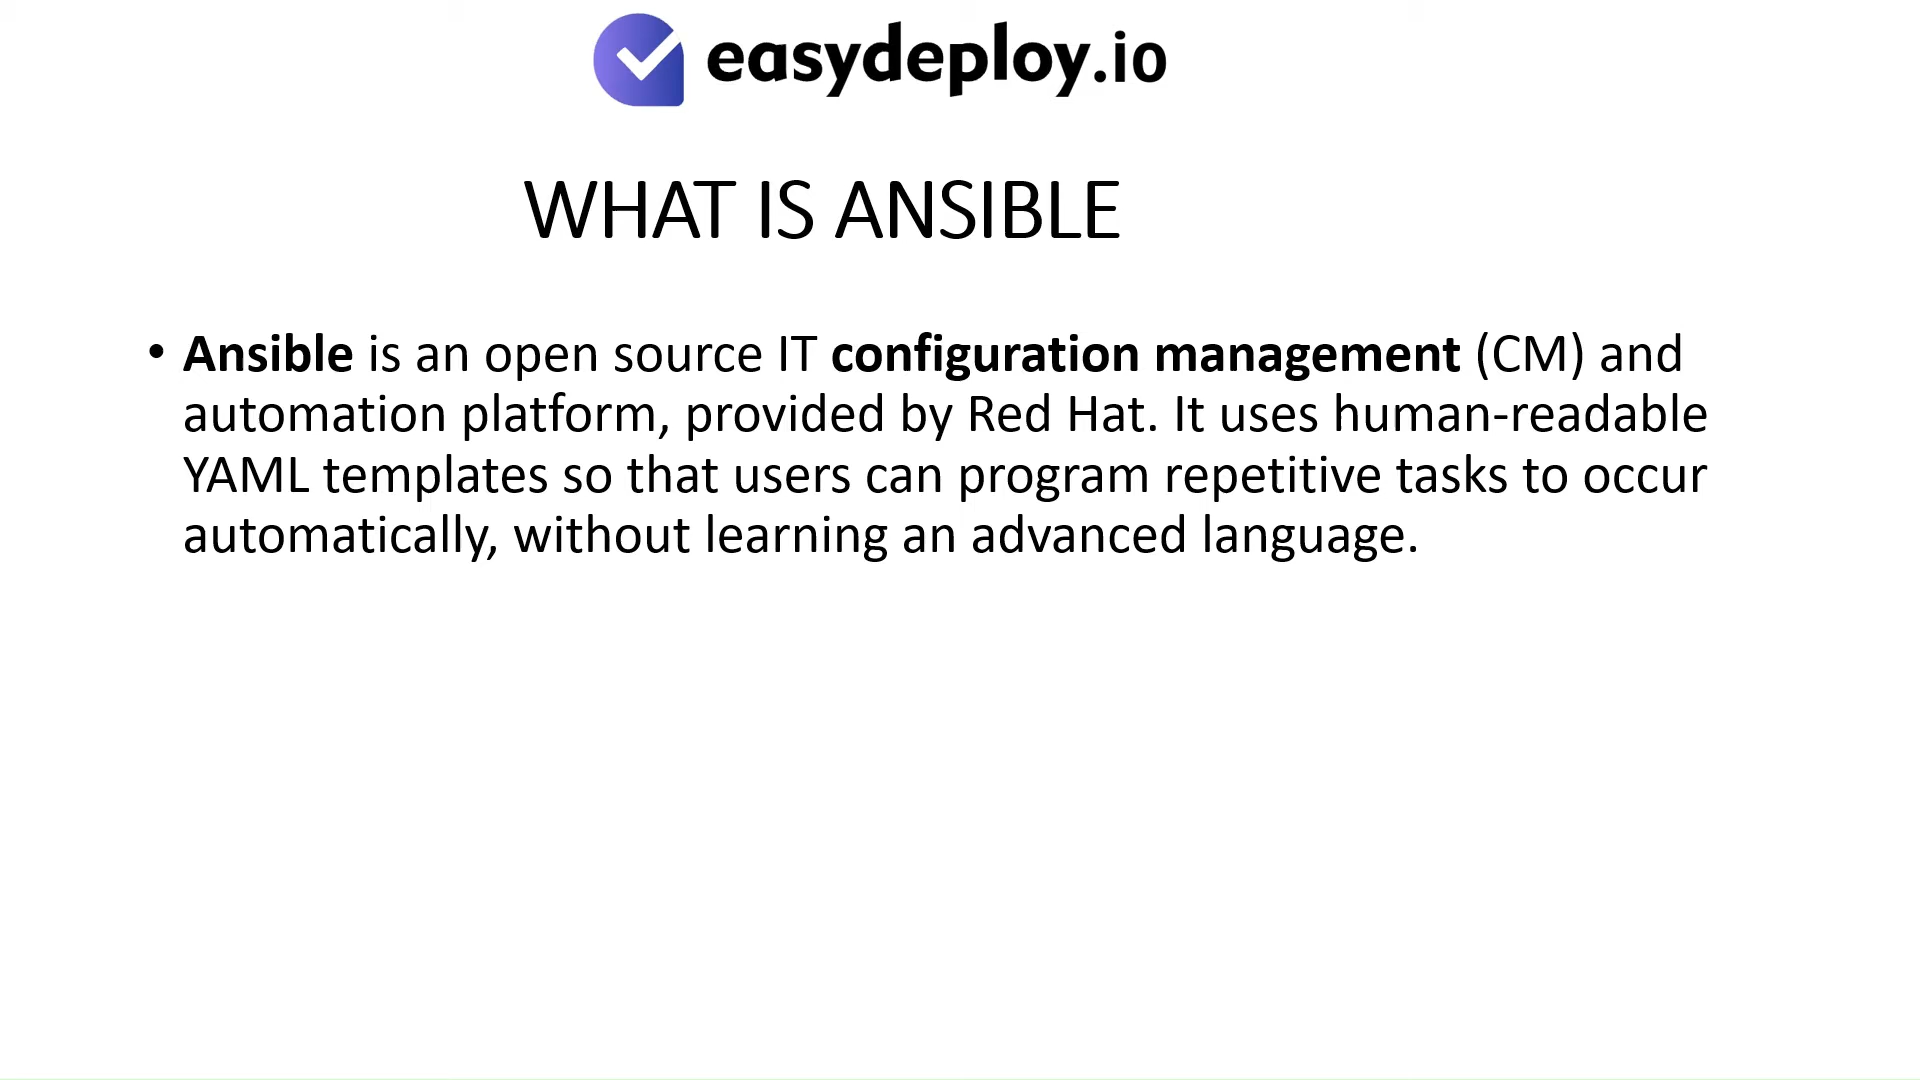 easydeploy.io
WHAT IS ANSIBLE
• Ansible is an open source IT configuration management (CM) and
automation platform, provided by Red Hat. It uses human-readable
YAML templates so that users can program repetitive tasks to occur
automatically, without learning an advanced language.